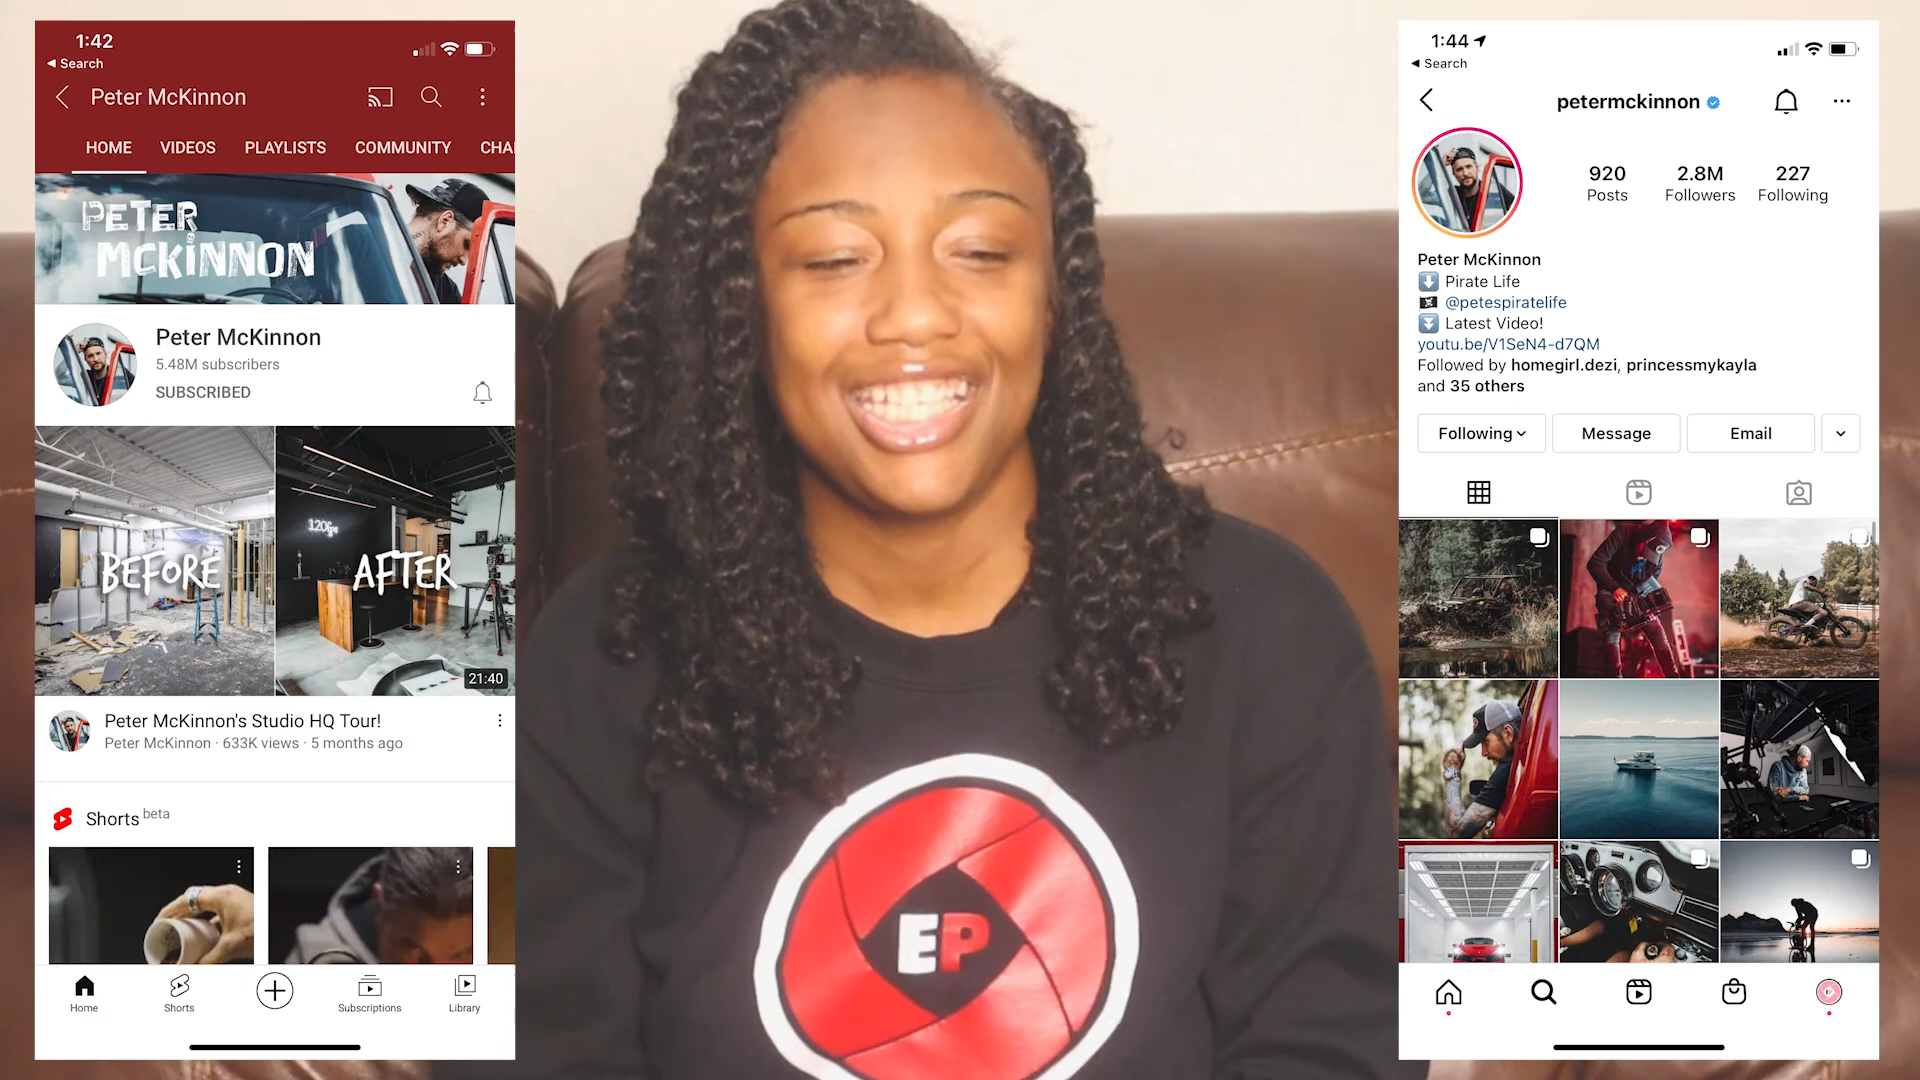 1:42
Search
Peter McKinnon
HOME VIDEOS PLAYLISTS COMMUNITY CHA
PETER
MCKINNON
Peter McKinnon
5.48M subscribers
SUBSCRIBED
BEFORE
120fps
AFTER
21:40
Peter McKinnon's Studio HQ Tour!
Peter McKinnon · 633K views · 5 months ago
Shorts beta
Home Shorts Subscriptions Library
EP
1:44
Search
petermckinnon
920 2.8M 227
Posts Followers Following
Peter McKinnon
Pirate Life
@petespiratelife
Latest Video!
youtu.be/V1SeN4-d7QM
Followed by homegirl.dezi, princessmykayla
and 35 others
Following Message Email